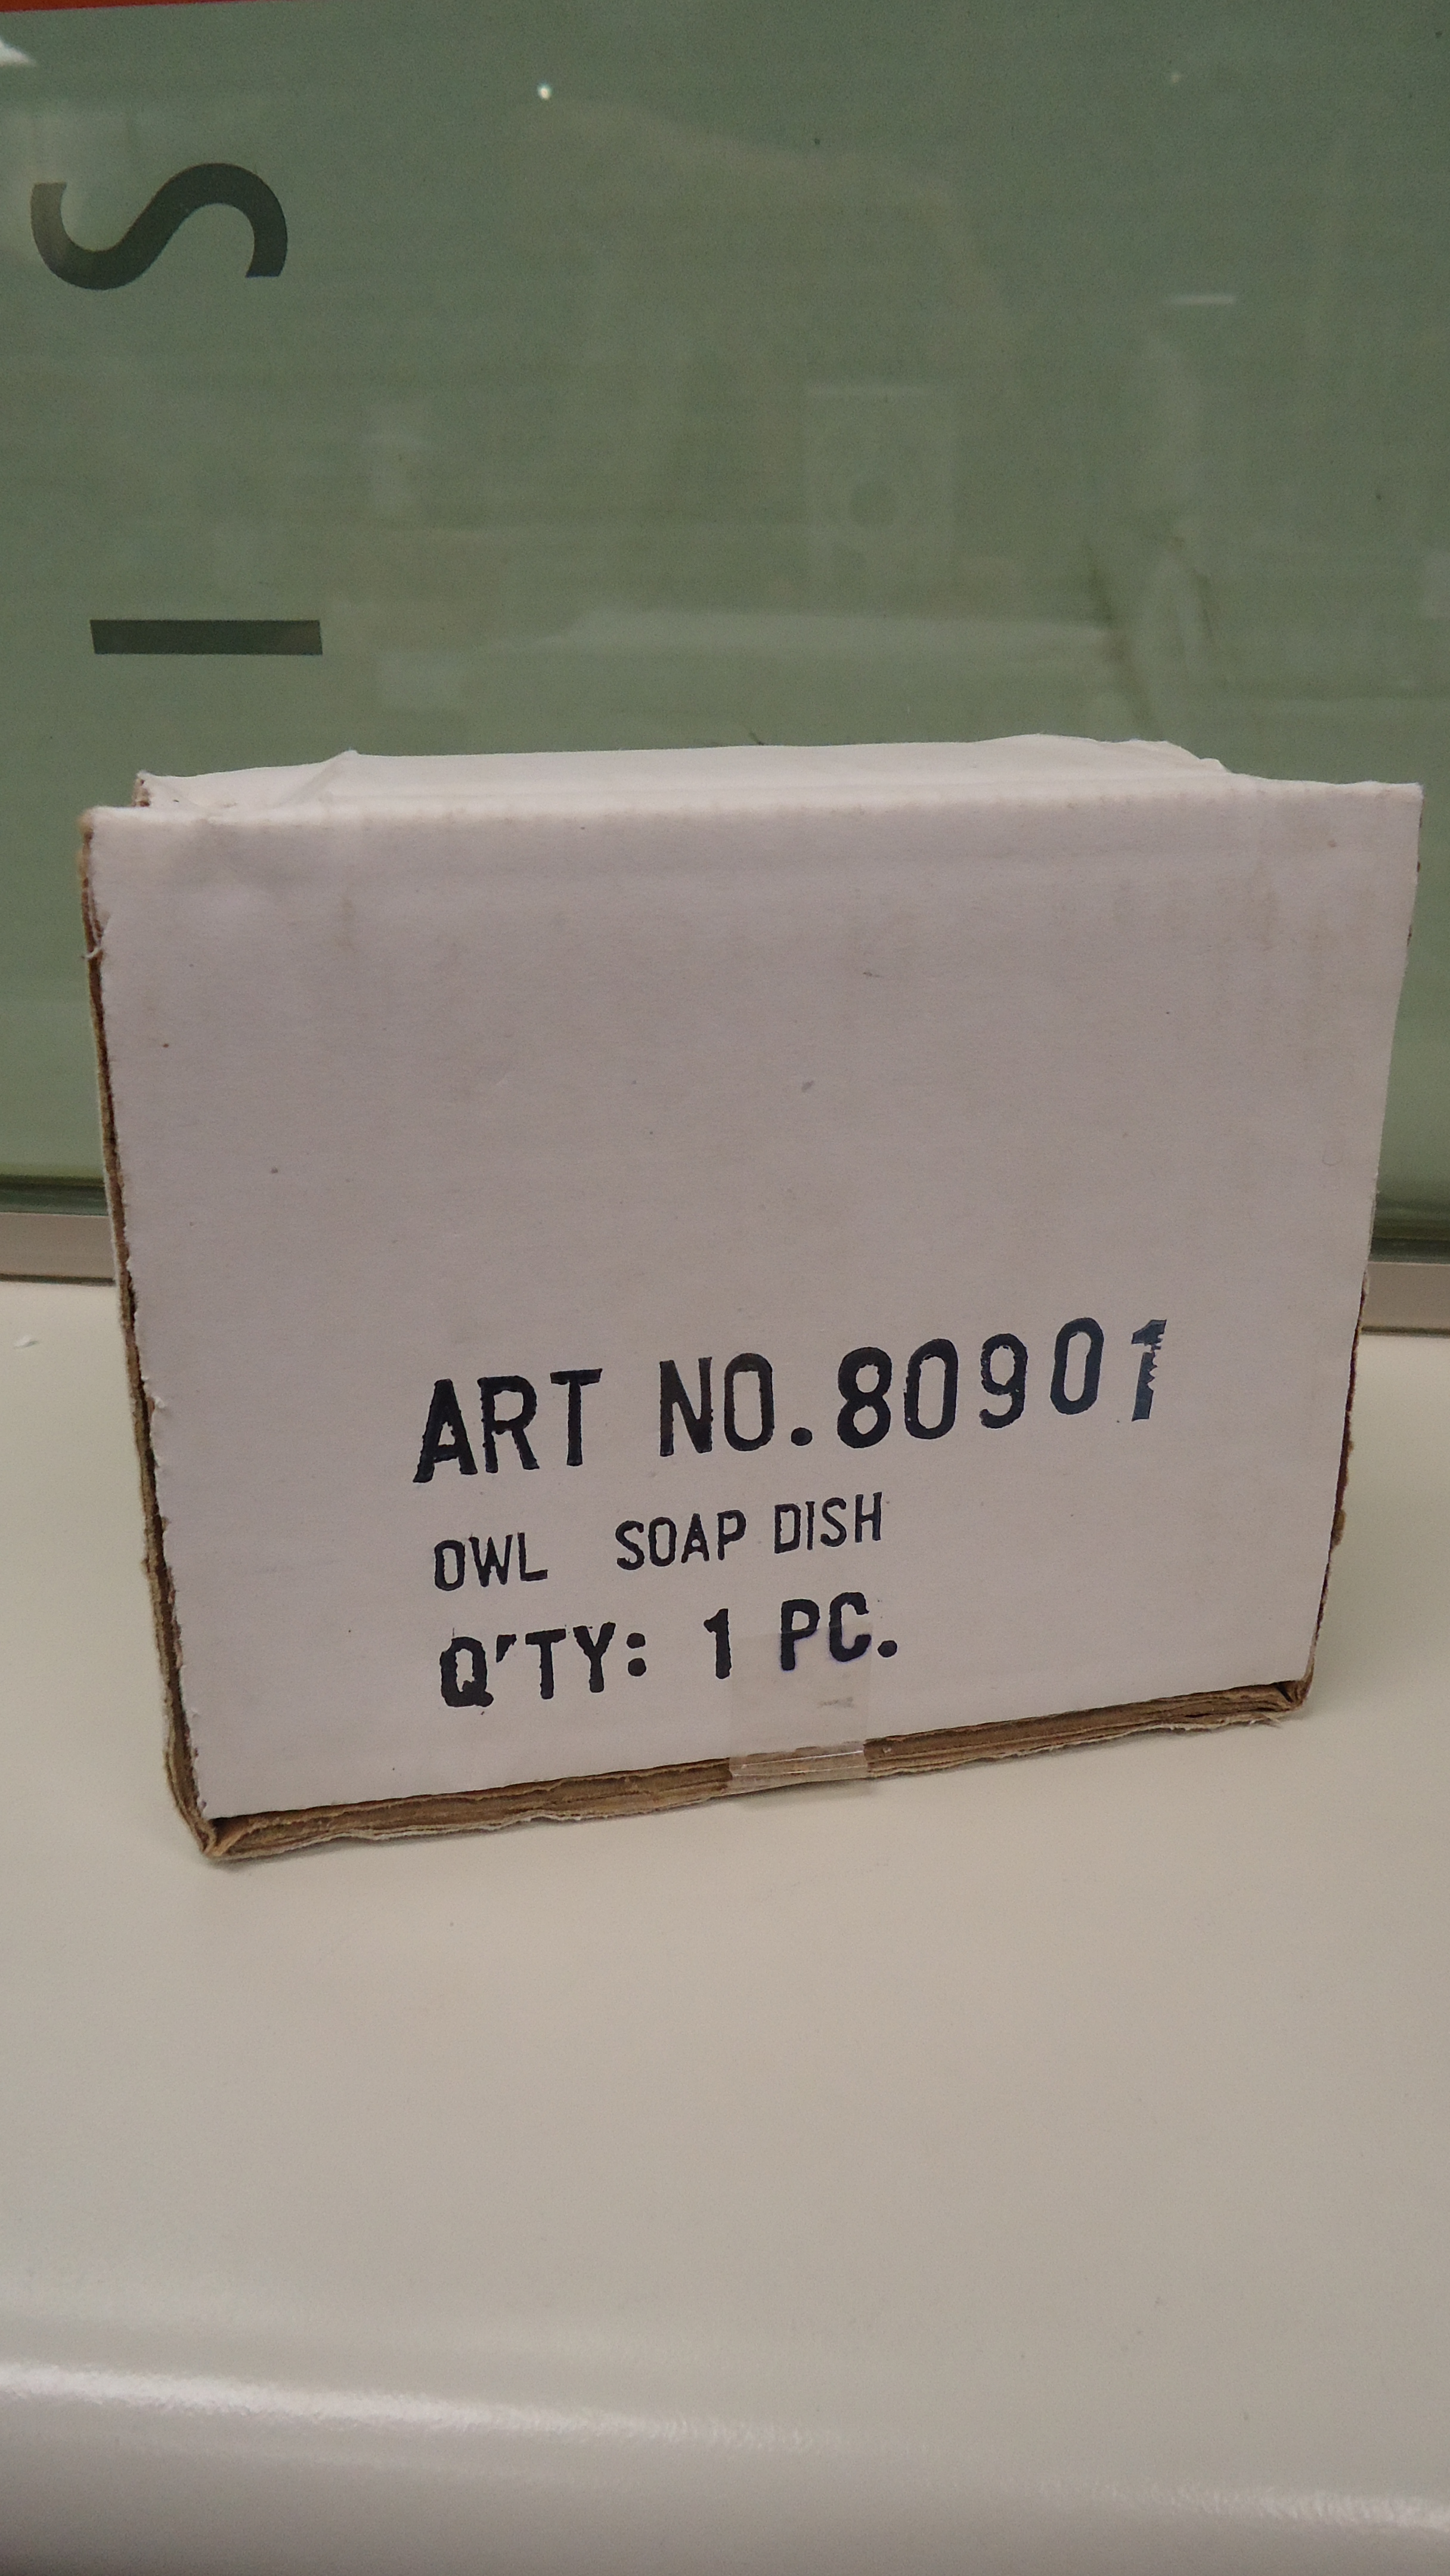 S
I
ART NO.80901
OWL SOAP DISH
Q'TY: 1 PC.